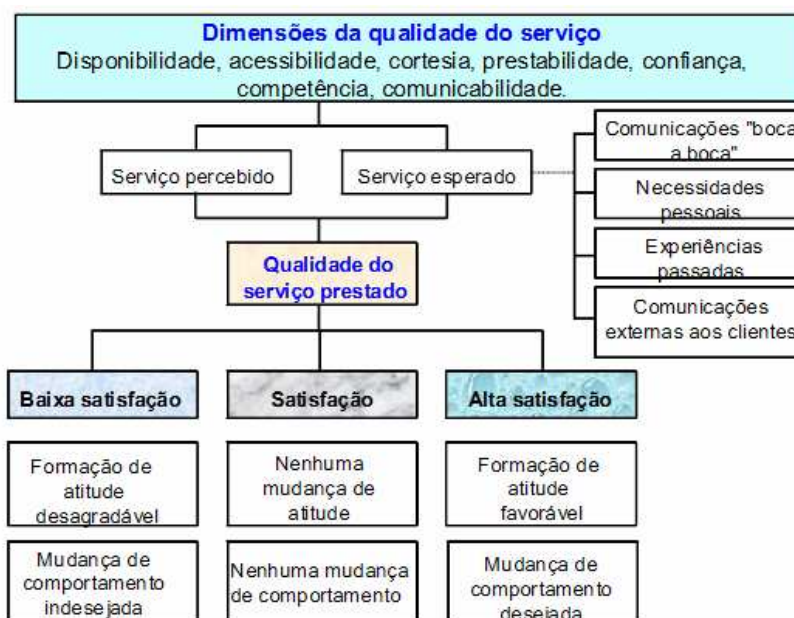 Dimensões da qualidade do serviço
Disponibilidade, acessibilidade, cortesia, prestabilidade, confiança,
competência, comunicabilidade.
Serviço percebido
Serviço esperado
Comunicações "boca
a boca"
Necessidades
pessoais
Experiências
passadas
Comunicações
externas aos clientes
Qualidade do
serviço prestado
Baixa satisfação
Satisfação
Alta satisfação
Formação de
atitude
desagradável
Nenhuma
mudança de
atitude
Formação de
atitude
favorável
Mudança de
comportamento
indesejada
Nenhuma mudança
de comportamento
Mudança de
comportamento
desejada